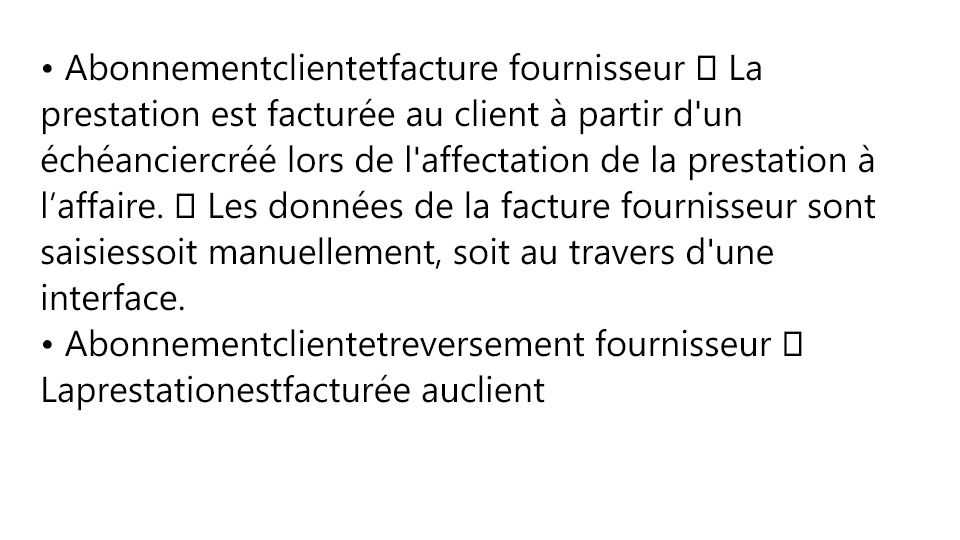 • Abonnementclientetfacture fournisseur  La
prestation est facturée au client à partir d'un
échéanciercréé lors de l'affectation de la prestation à
l’affaire.  Les données de la facture fournisseur sont
saisiessoit manuellement, soit au travers d'une
interface.
• Abonnementclientetreversement fournisseur 
Laprestationestfacturée auclient